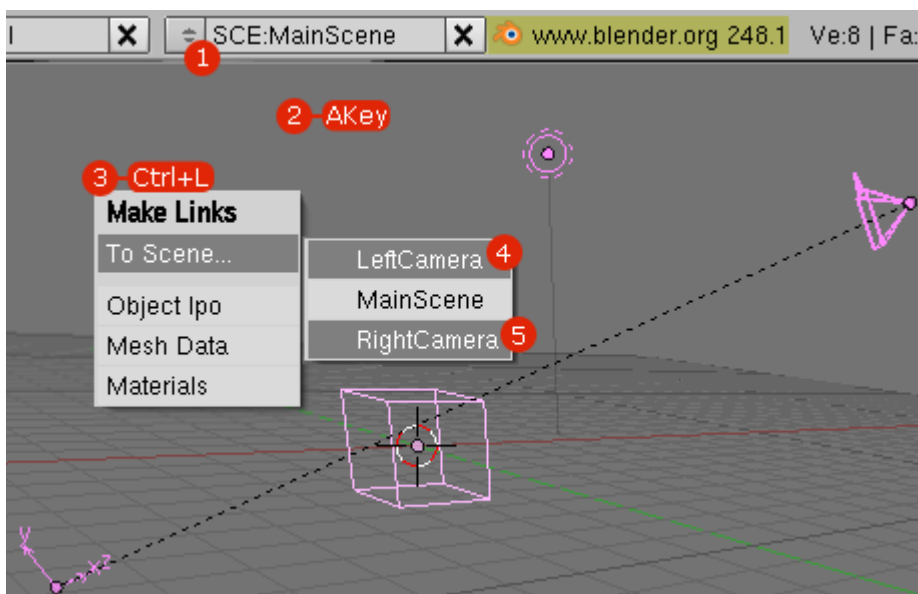 SCE:MainScene
www.blender.org 248.1 Ve:8 | Fa:
1
2 AKey
3 Ctrl+L
Make Links
To Scene...
LeftCamera 4
MainScene
Object Ipo
RightCamera 5
Mesh Data
Materials
y
x z